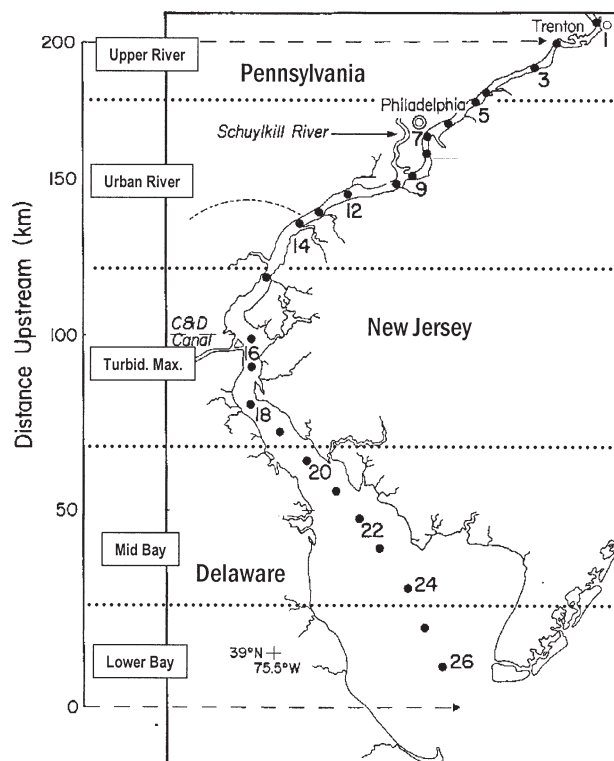 Trenton
1
200
Upper River
3
Pennsylvania
5
Philadelphia
7
Schuylkill River
9
150
Urban River
12
14
Distance Upstream (km)
C&D
Canal
New Jersey
100
16
Turbid. Max.
18
20
50
22
Mid Bay
Delaware
24
39°N
75.5°W
26
Lower Bay
0